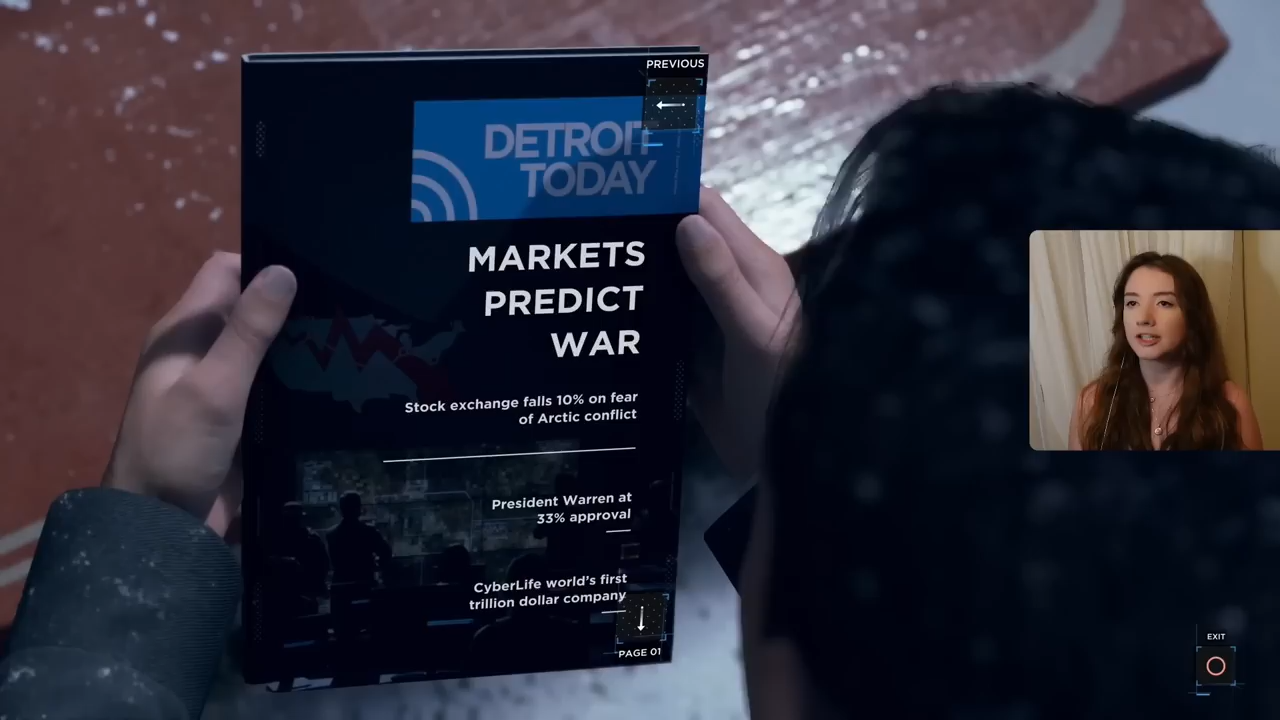 PREVIOUS
DETROIT
TODAY
MARKETS
PREDICT
WAR
Stock exchange falls 10% on fear
of Arctic conflict
President Warren at
33% approval
CyberLife world's first
trillion dollar company
PAGE 01
EXIT